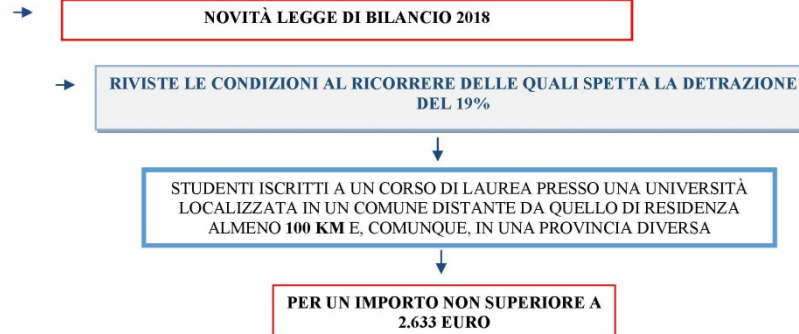 NOVITÀ LEGGE DI BILANCIO 2018
RIVISTE LE CONDIZIONI AL RICORRERE DELLE QUALI SPETTA LA DETRAZIONE
DEL 19%
STUDENTI ISCRITTI A UN CORSO DI LAUREA PRESSO UNA UNIVERSITÀ
LOCALIZZATA IN UN COMUNE DISTANTE DA QUELLO DI RESIDENZA
ALMENO 100 KM E, COMUNQUE, IN UNA PROVINCIA DIVERSA
PER UN IMPORTO NON SUPERIORE A
2.633 EURO